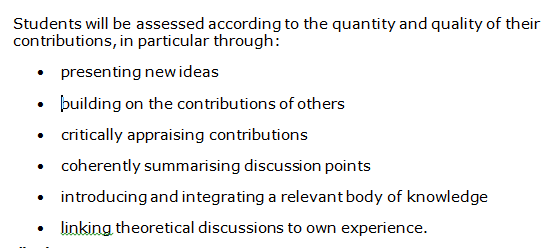 Students will be assessed according to the quantity and quality of their
contributions, in particular through:
• presenting new ideas
• building on the contributions of others
• critically appraising contributions
• coherently summarising discussion points
• introducing and integrating a relevant body of knowledge
• linking theoretical discussions to own experience.